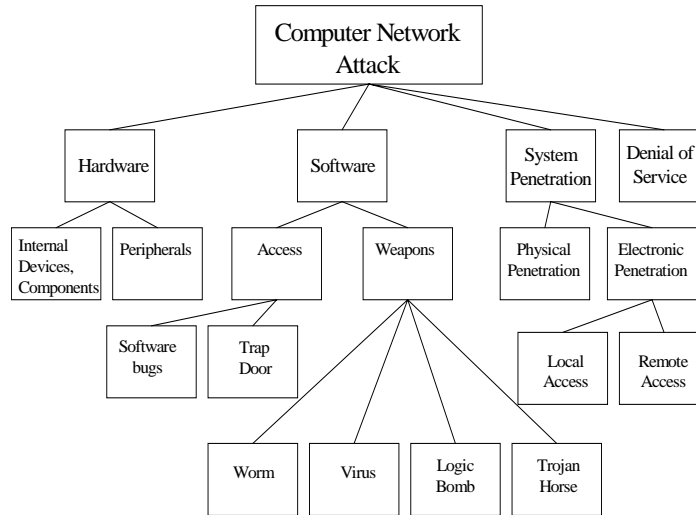 Computer Network
Attack
Hardware
Software
System
Penetration
Denial of
Service
Internal
Devices,
Components
Peripherals
Access
Weapons
Physical
Penetration
Electronic
Penetration
Software
bugs
Trap
Door
Local
Access
Remote
Access
Worm
Virus
Logic
Bomb
Trojan
Horse